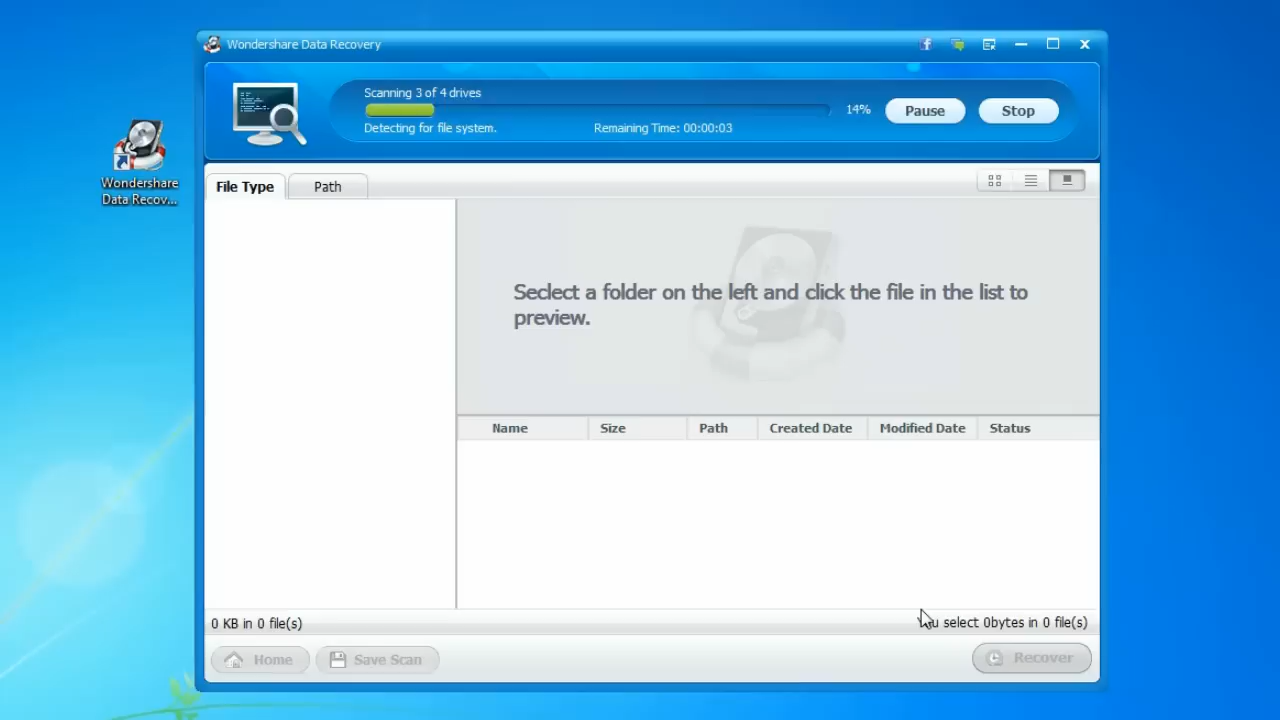 Wondershare Data Recovery
Scanning 3 of 4 drives
14%
Pause
Stop
Detecting for file system.
Remaining Time: 00:00:03
Wondershare
Data Recov...
File Type
Path
Seclect a folder on the left and click the file in the list to
preview.
Name
Size
Path
Created Date
Modified Date
Status
0 KB in 0 file(s)
select 0bytes in 0 file(s)
Home
Save Scan
Recover